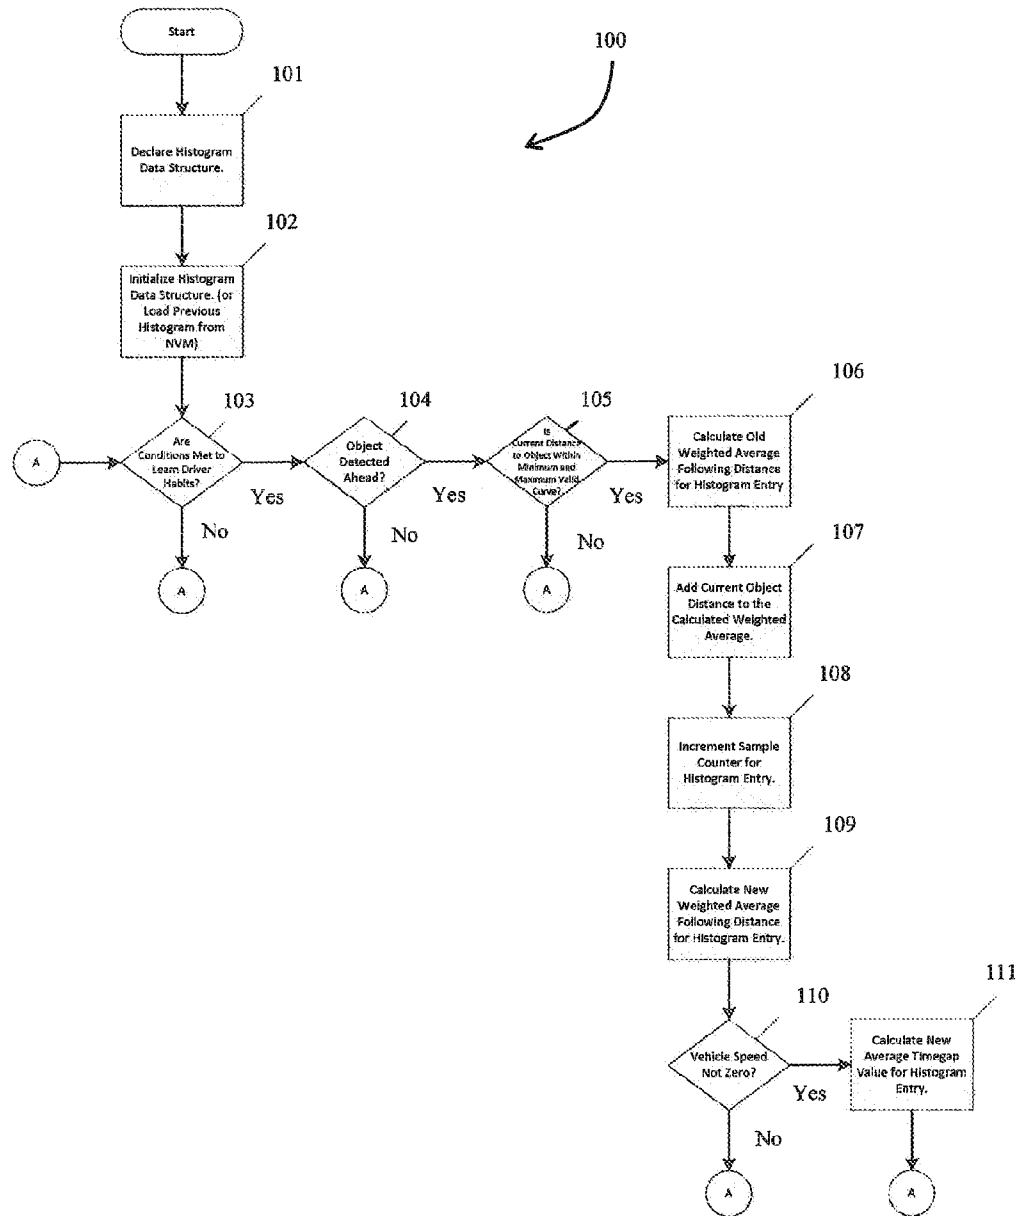 Start
100
101
Declare Histogram
Data Structure.
102
Initialize Histogram
Data Structure. (or
Load Previous
Histogram from
NVM)
103
Are
Conditions Met to
Learn Driver
Habits?
A
Yes
No
A
104
Object
Detected
Ahead?
Yes
No
A
105
Is
Current Distance
to Object Within
Minimum and
Maximum Valid
Curve?
Yes
No
A
106
Calculate Old
Weighted Average
Following Distance
for Histogram Entry
107
Add Current Object
Distance to the
Calculated Weighted
Average.
108
Increment Sample
Counter for
Histogram Entry.
109
Calculate New
Weighted Average
Following Distance
for Histogram Entry.
110
Vehicle Speed
Not Zero?
Yes
No
A
111
Calculate New
Average Timegap
Value for Histogram
Entry.
A